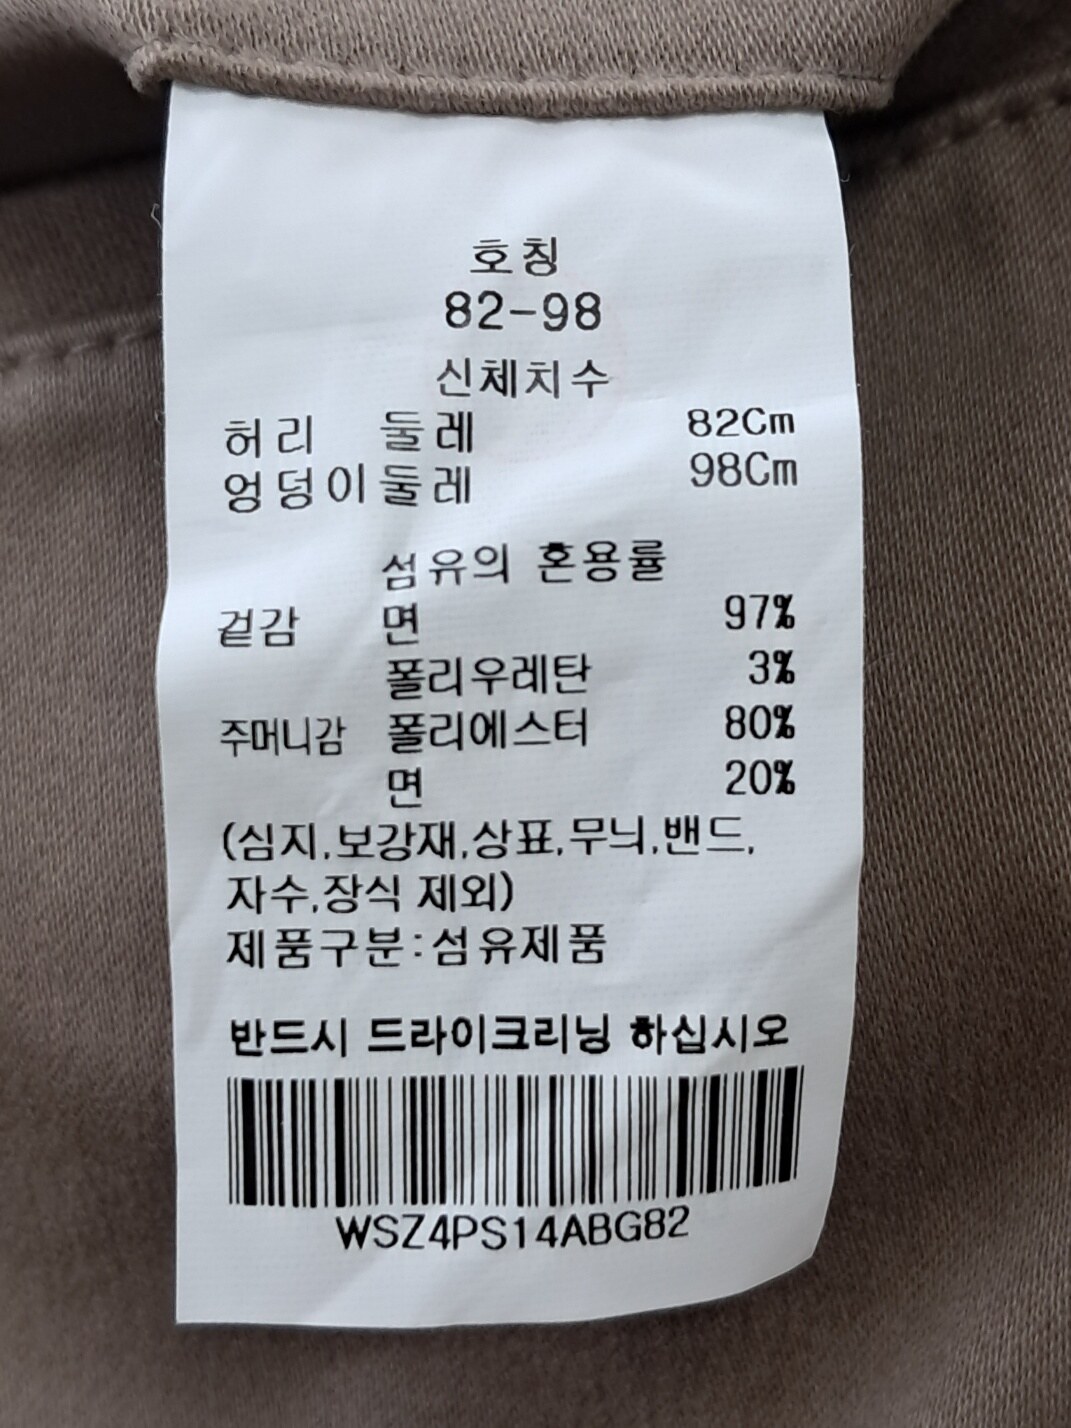 호칭
82-98
신체치수
허리 둘레 82Cm
엉덩이둘레 98Cm
섬유의 혼용률
겉감 면 97%
폴리우레탄 3%
주머니감 폴리에스터 80%
면 20%
(심지,보강재,상표,무늬,밴드,
자수,장식 제외)
제품구분:섬유제품
반드시 드라이크리닝 하십시오
WSZ4PS14ABG82